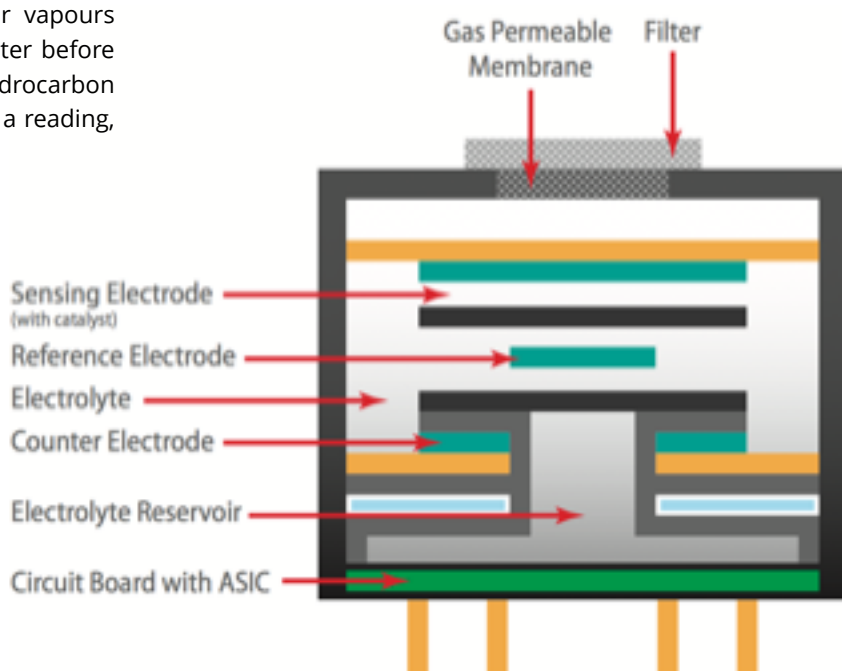 r vapours
ter before
drocarbon
a reading,
Gas Permeable
Membrane
Filter
Sensing Electrode
(with catalyst)
Reference Electrode
Electrolyte
Counter Electrode
Electrolyte Reservoir
Circuit Board with ASIC